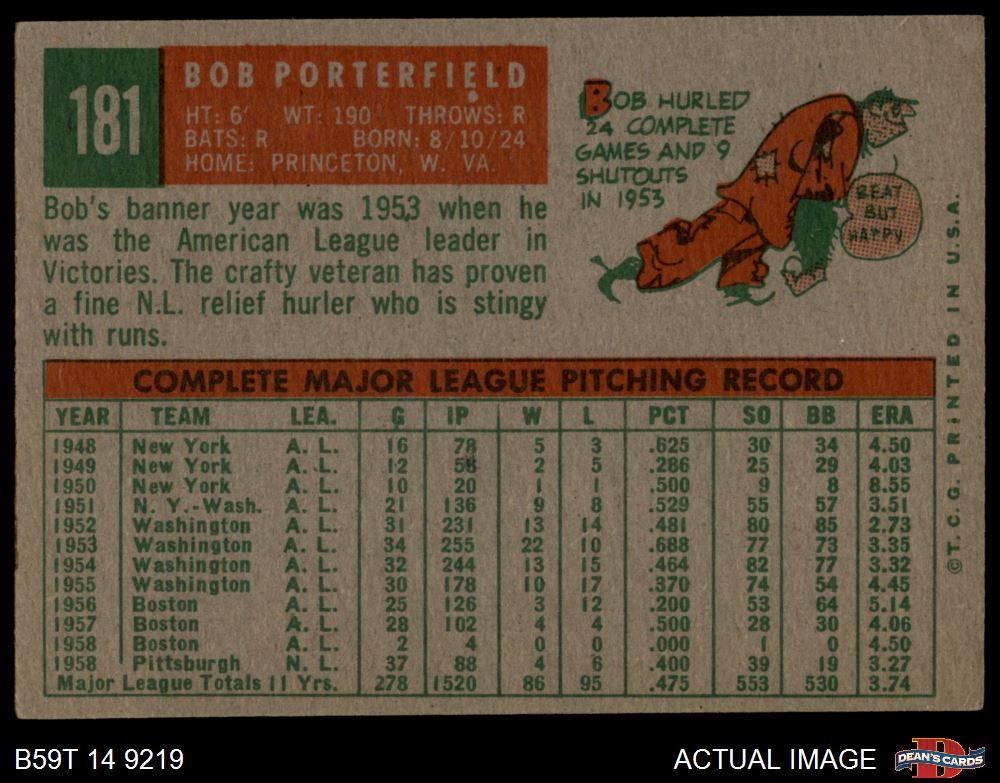 181
BOB PORTERFIELD
HT: 6' WT: 190 THROWS: R
BATS: R BORN: 8/10/24
HOME: PRINCETON, W. VA.
Bob's banner year was 1953 when he
was the American League leader in
Victories. The crafty veteran has proven
a fine N.L. relief hurler who is stingy
with runs.
BOB HURLED
24 COMPLETE
GAMES AND 9
SHUTOUTS
IN 1953
BEAT
BUT
HAPPY
COMPLETE MAJOR LEAGUE PITCHING RECORD
YEAR TEAM LEA. G IP W L PCT SO BB ERA
1948 New York A. L. 16 78 5 3 .625 30 34 4.50
1949 New York A. L. 12 58 2 5 .286 25 29 4.03
1950 New York A. L. 10 20 1 1 .500 9 8 8.55
1951 N. Y.-Wash. A. L. 21 136 9 8 .529 55 57 3.51
1952 Washington A. L. 31 231 13 14 .481 80 85 2.73
1953 Washington A. L. 34 255 22 10 .688 77 73 3.35
1954 Washington A. L. 32 244 13 15 .464 82 77 3.32
1955 Washington A. L. 30 178 10 17 .370 74 54 4.45
1956 Boston A. L. 25 126 3 12 .200 53 64 5.14
1957 Boston A. L. 28 102 4 4 .500 28 30 4.06
1958 Boston A. L. 2 4 0 0 .000 1 0 4.50
1958 Pittsburgh N. L. 37 88 4 6 .400 39 19 3.27
Major League Totals 11 Yrs. 278 1520 86 95 .475 553 530 3.74
©T. C. G. PRINTED IN U.S.A.
B59T 14 9219
ACTUAL IMAGE
D
DEAN'S CARDS